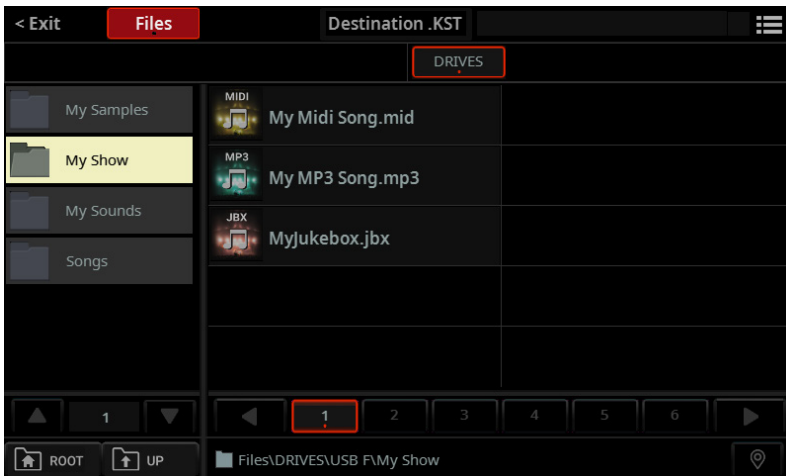 < Exit Files Destination .KST
DRIVES
My Samples
My Show
My Sounds
Songs
MIDI
My Midi Song.mid
MP3
My MP3 Song.mp3
JBX
MyJukebox.jbx
1
1 2 3 4 5 6
ROOT UP
Files\DRIVES\USB F\My Show